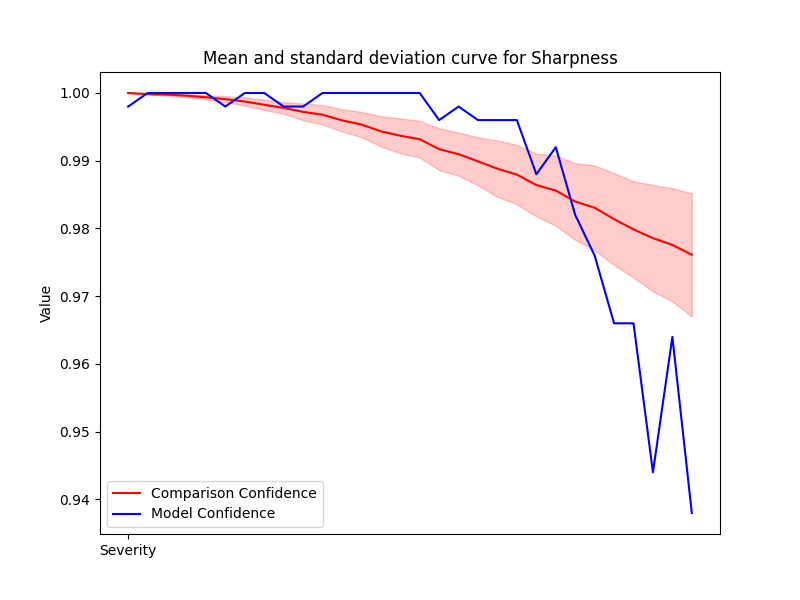 Mean and standard deviation curve for Sharpness
1.00
0.99
0.98
0.97
0.96
0.95
0.94
Value
Comparison Confidence
Model Confidence
Severity